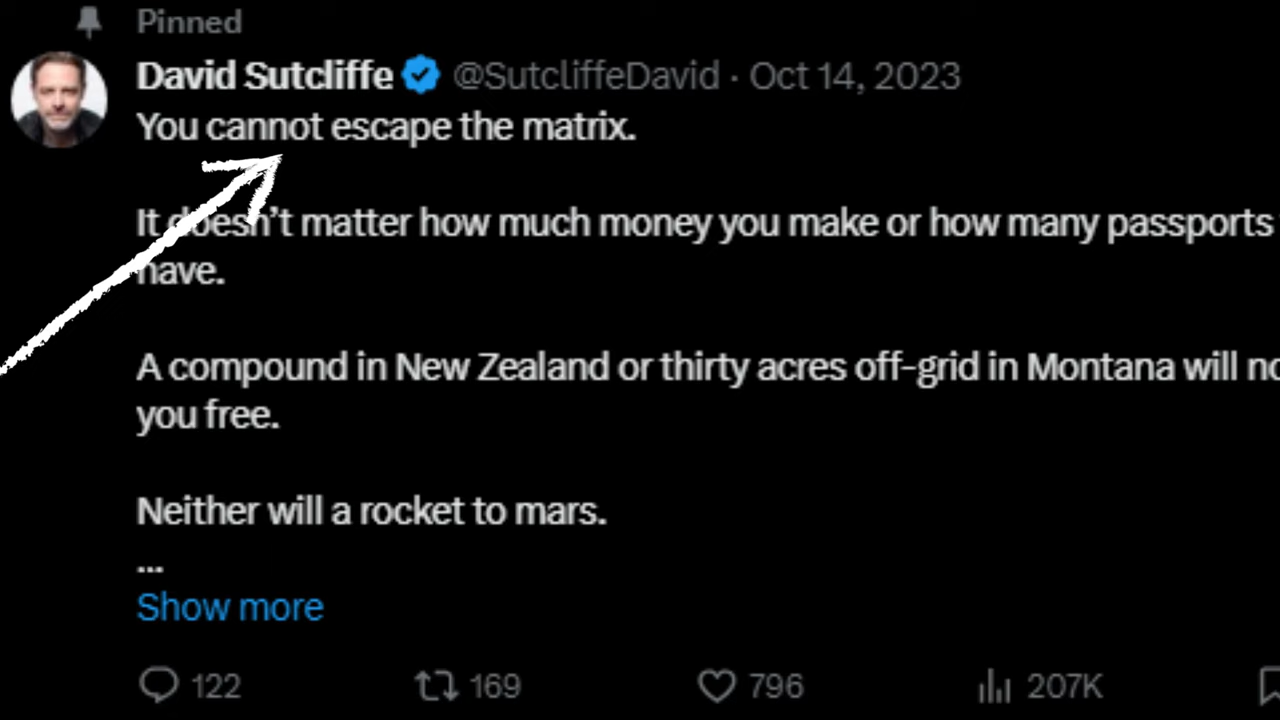 Pinned
David Sutcliffe @SutcliffeDavid · Oct 14, 2023
You cannot escape the matrix.
It doesn't matter how much money you make or how many passports
have.
A compound in New Zealand or thirty acres off-grid in Montana will no
you free.
Neither will a rocket to mars.
...
Show more
122 169 796 207K